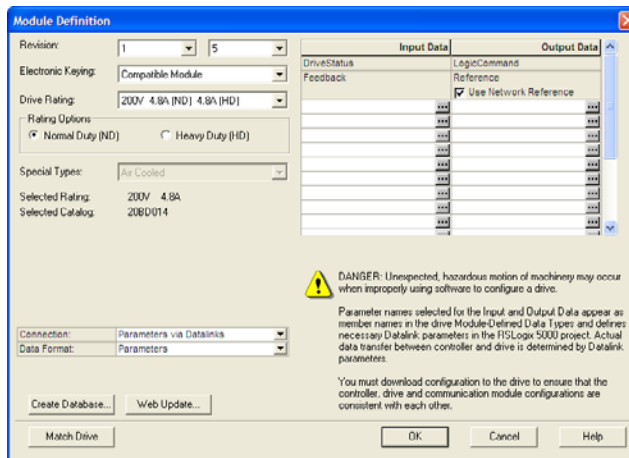 Module Definition
Revision: 1 5
Electronic Keying: Compatible Module
Drive Rating: 200V 4.8A (ND) 4.8A (HD)
Rating Options
Normal Duty (ND) Heavy Duty (HD)
Special Types: Air Cooled
Selected Rating: 200V 4.8A
Selected Catalog: 20BD014
Connection: Parameters via Datalinks
Data Format: Parameters
Create Database... Web Update...
Match Drive
Input Data Output Data
DriveStatus LogicCommand
Feedback Reference
Use Network Reference
DANGER: Unexpected, hazardous motion of machinery may occur
when improperly using software to configure a drive.
Parameter names selected for the Input and Output Data appear as
member names in the drive Module-Defined Data Types and defines
necessary Datalink parameters in the RSLogix 5000 project. Actual
data transfer between controller and drive is determined by Datalink
parameters.
You must download configuration to the drive to ensure that the
controller, drive and communication module configurations are
consistent with each other.
OK Cancel Help